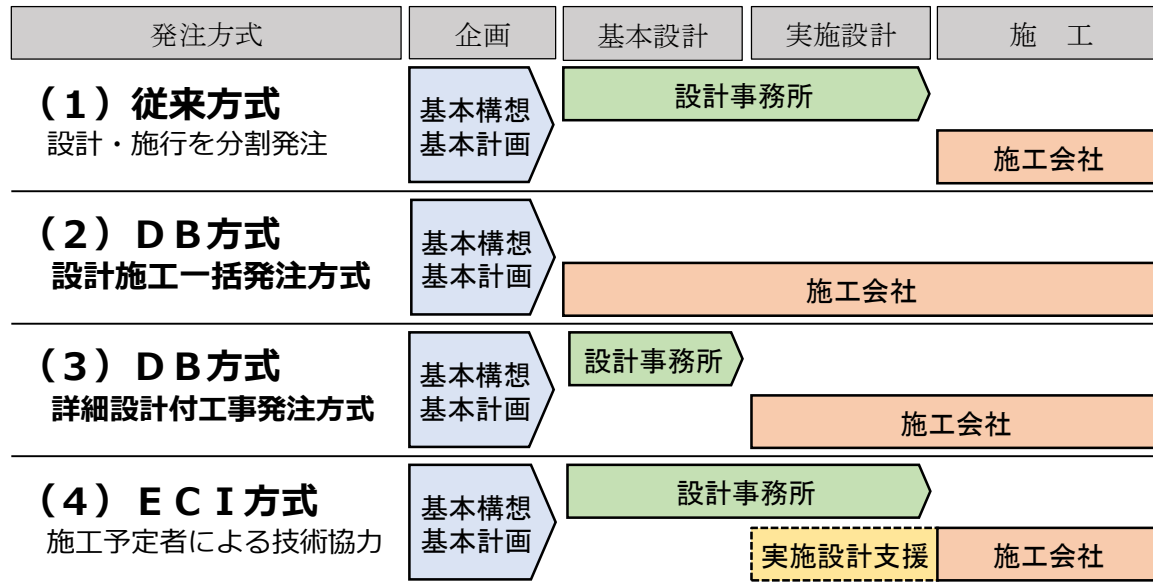 発注方式 企画 基本設計 実施設計 施　工
（１）従来方式
設計・施行を分割発注
基本構想
基本計画
設計事務所
施工会社
（２）ＤＢ方式
設計施工一括発注方式
基本構想
基本計画
施工会社
（３）ＤＢ方式
詳細設計付工事発注方式
基本構想
基本計画
設計事務所
施工会社
（４）ＥＣＩ方式
施工予定者による技術協力
基本構想
基本計画
設計事務所
実施設計支援 施工会社